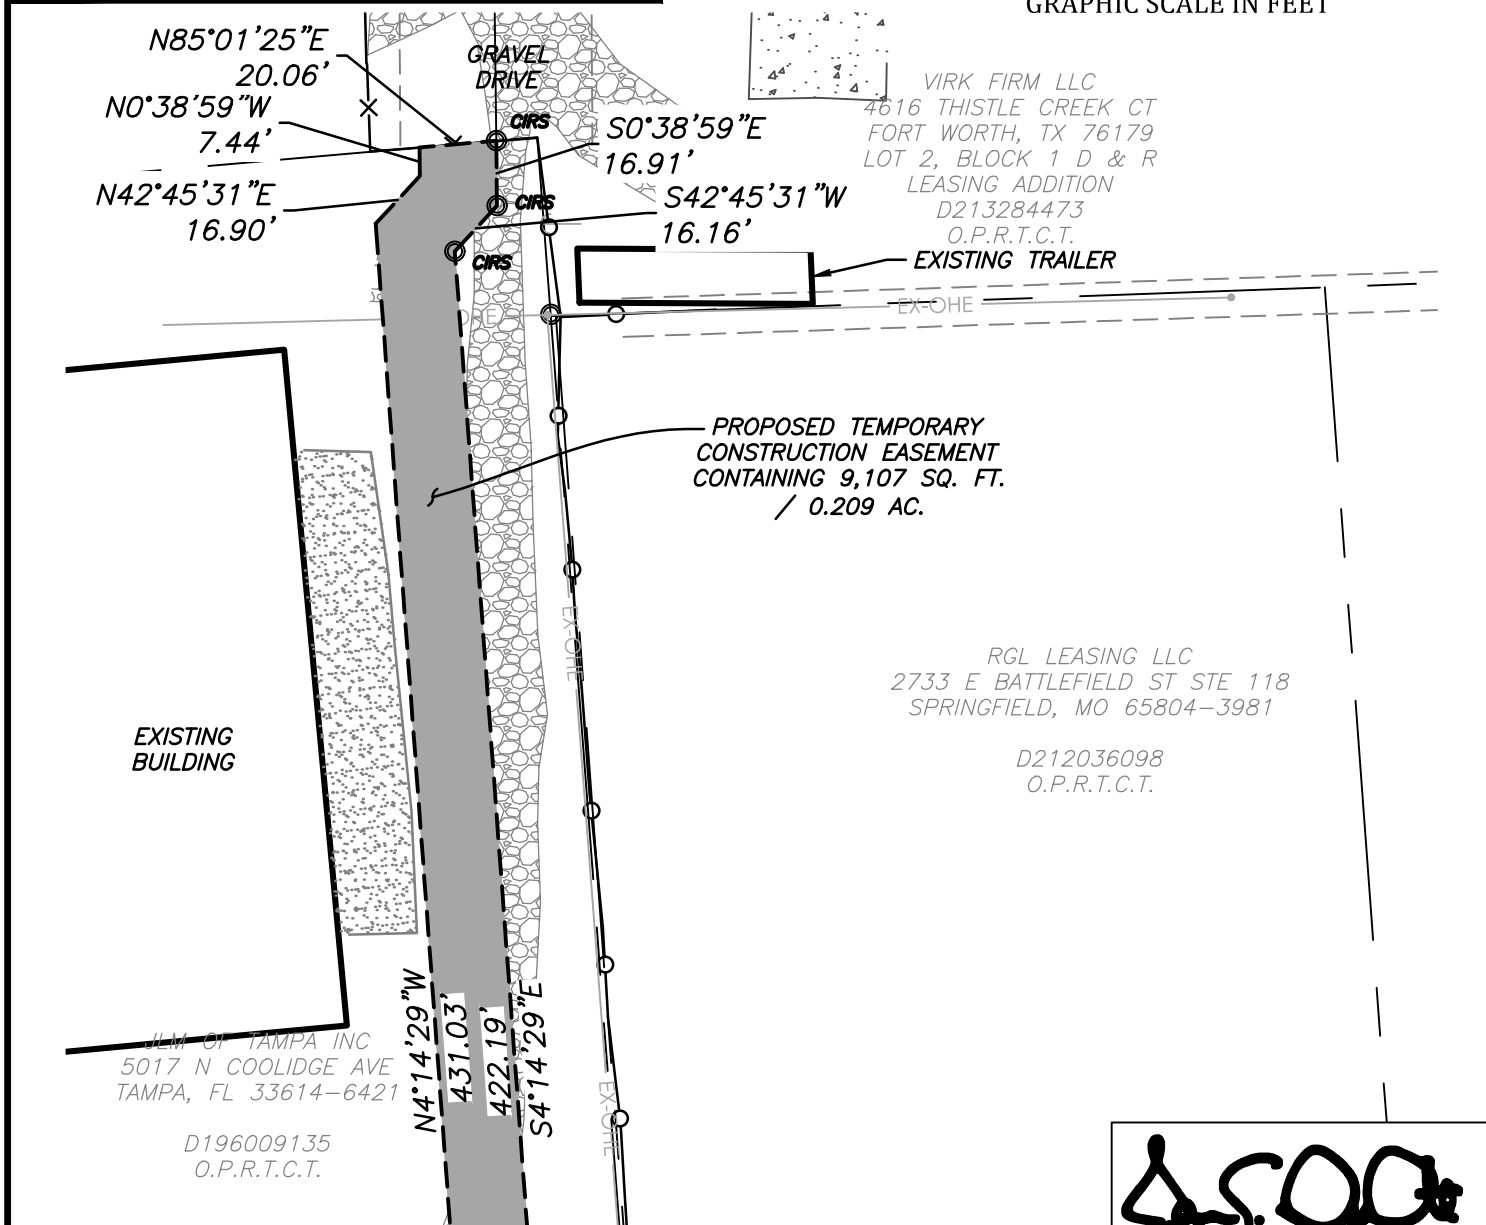 GRAPHIC SCALE IN FEET
N85°01'25"E
20.06'
GRAVEL
DRIVE
N0°38'59"W
7.44'
CIRS
S0°38'59"E
16.91'
VIRK FIRM LLC
4616 THISTLE CREEK CT
FORT WORTH, TX 76179
LOT 2, BLOCK 1 D & R
LEASING ADDITION
D213284473
O.P.R.T.C.T.
N42°45'31"E
16.90'
CIRS
S42°45'31"W
16.16'
CIRS
EXISTING TRAILER
EX-OHE
PROPOSED TEMPORARY
CONSTRUCTION EASEMENT
CONTAINING 9,107 SQ. FT.
/ 0.209 AC.
EX-OHE
RGL LEASING LLC
2733 E BATTLEFIELD ST STE 118
SPRINGFIELD, MO 65804-3981
D212036098
O.P.R.T.C.T.
EXISTING
BUILDING
N4°14'29"W
431.03'
422.19'
S4°14'29"E
JLM OF TAMPA INC
5017 N COOLIDGE AVE
TAMPA, FL 33614-6421
D196009135
O.P.R.T.C.T.
EX-OHE